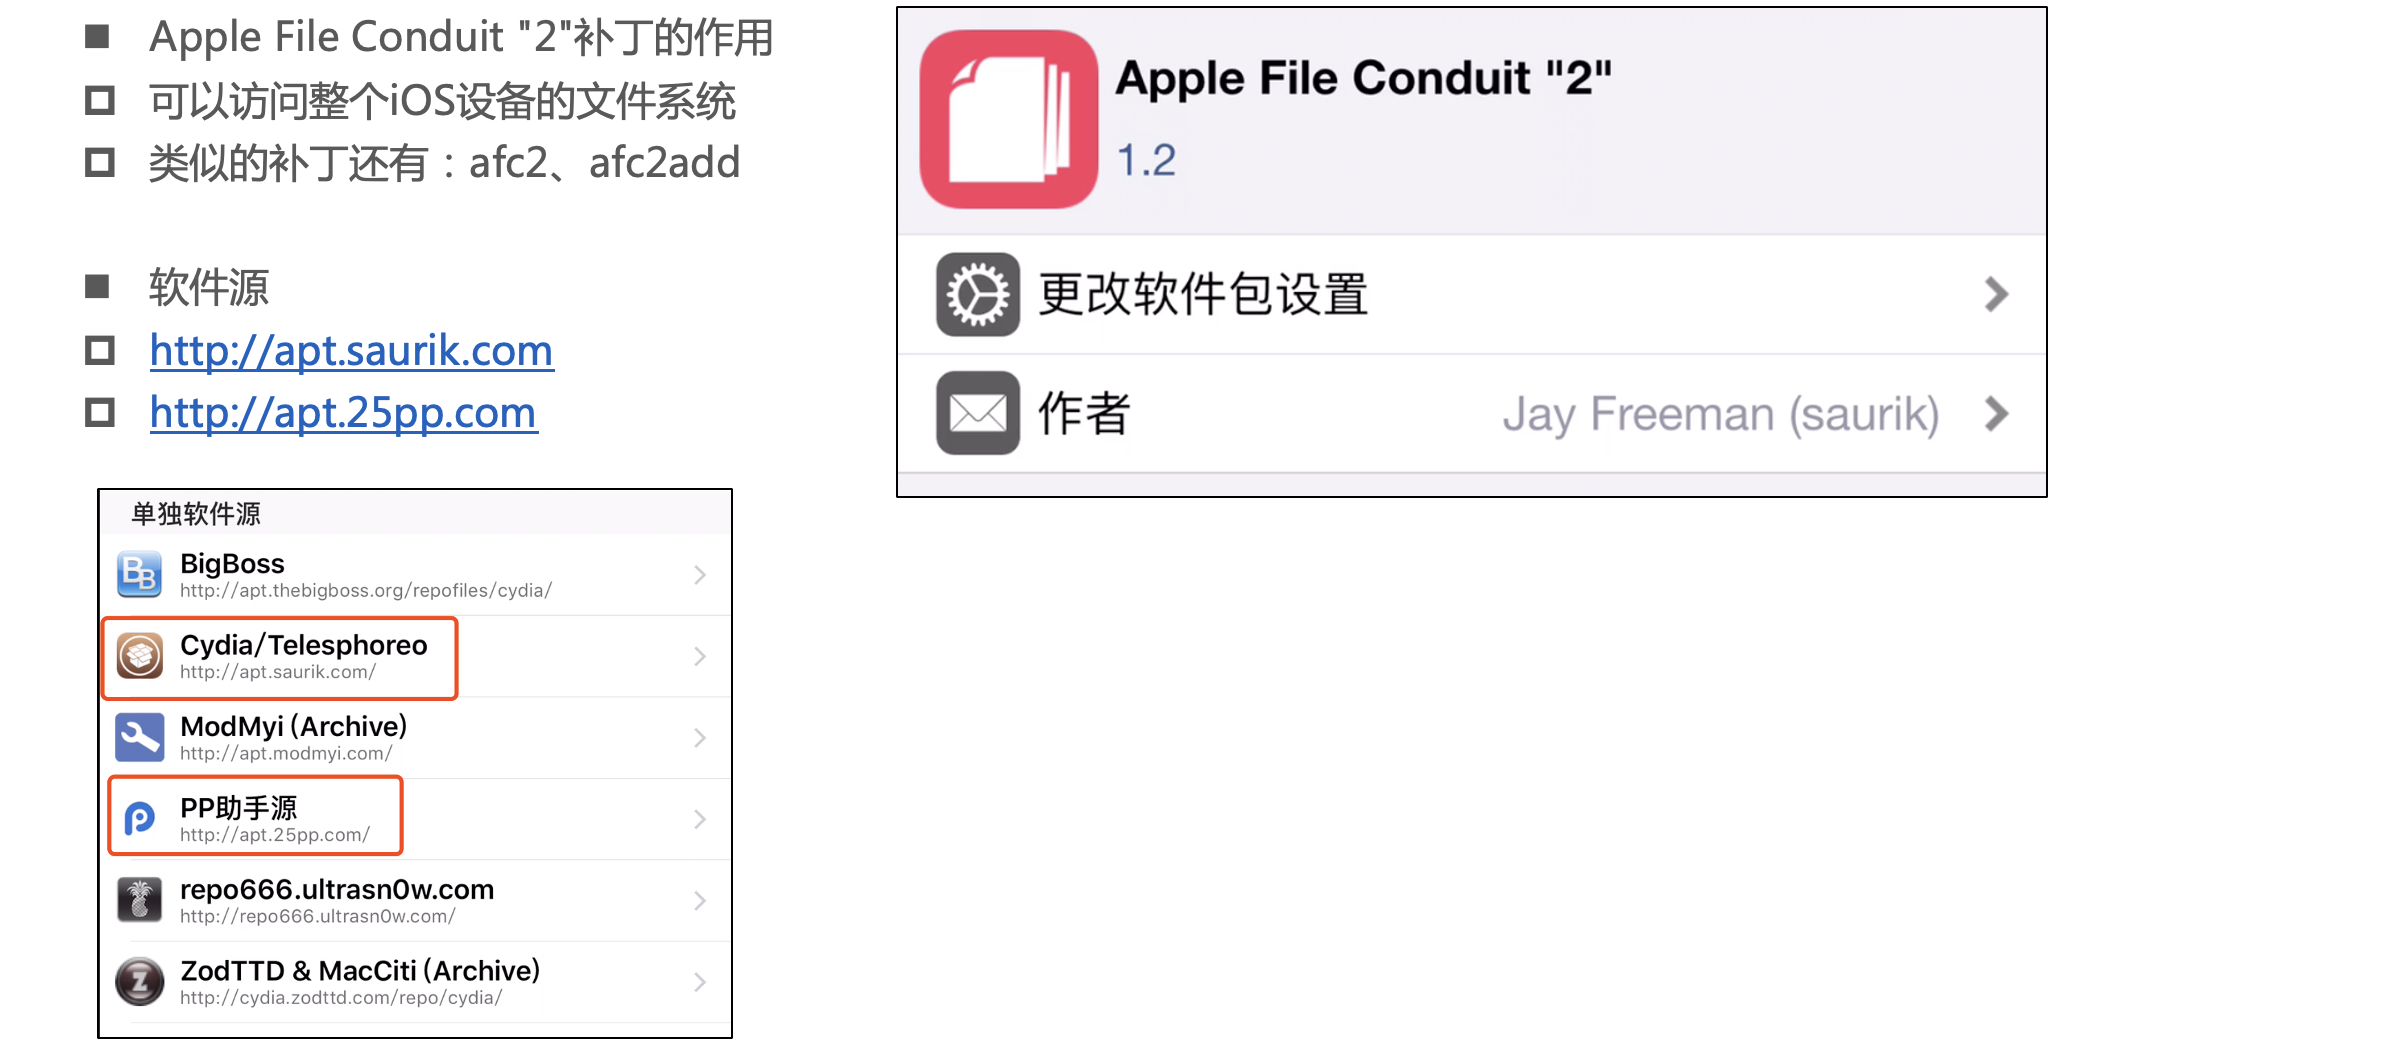 Apple File Conduit "2"补丁的作用
可以访问整个iOS设备的文件系统
类似的补丁还有：afc2、afc2add
软件源
http://apt.saurik.com
http://apt.25pp.com
Apple File Conduit "2"
1.2
更改软件包设置
作者 Jay Freeman (saurik)
单独软件源
BB
BigBoss
http://apt.thebigboss.org/repofiles/cydia/
Cydia/Telesphoreo
http://apt.saurik.com/
ModMyi (Archive)
http://apt.modmyi.com/
PP助手源
http://apt.25pp.com/
repo666.ultrasn0w.com
http://repo666.ultrasn0w.com/
Z
ZodTTD & MacCiti (Archive)
http://cydia.zodttd.com/repo/cydia/